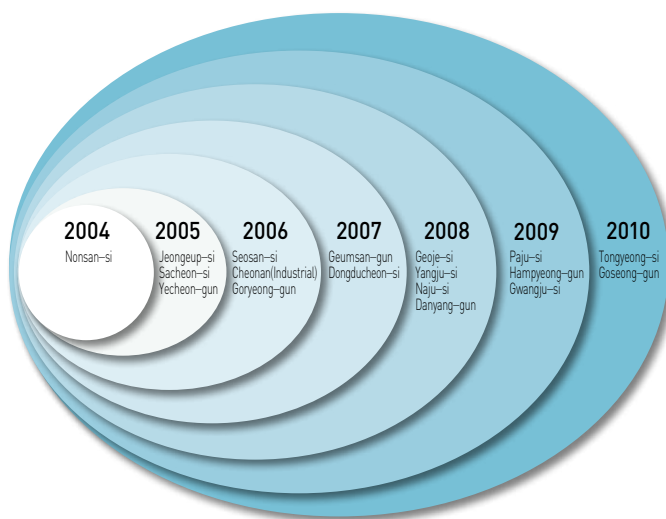 2004
Nonsan-si
2005
Jeongeup-si
Sacheon-si
Yecheon-gun
2006
Seosan-si
Cheonan(Industrial)
Goryeong-gun
2007
Geumsan-gun
Dongducheon-si
2008
Geoje-si
Yangju-si
Naju-si
Danyang-gun
2009
Paju-si
Hampyeong-gun
Gwangju-si
2010
Tongyeong-si
Goseong-gun